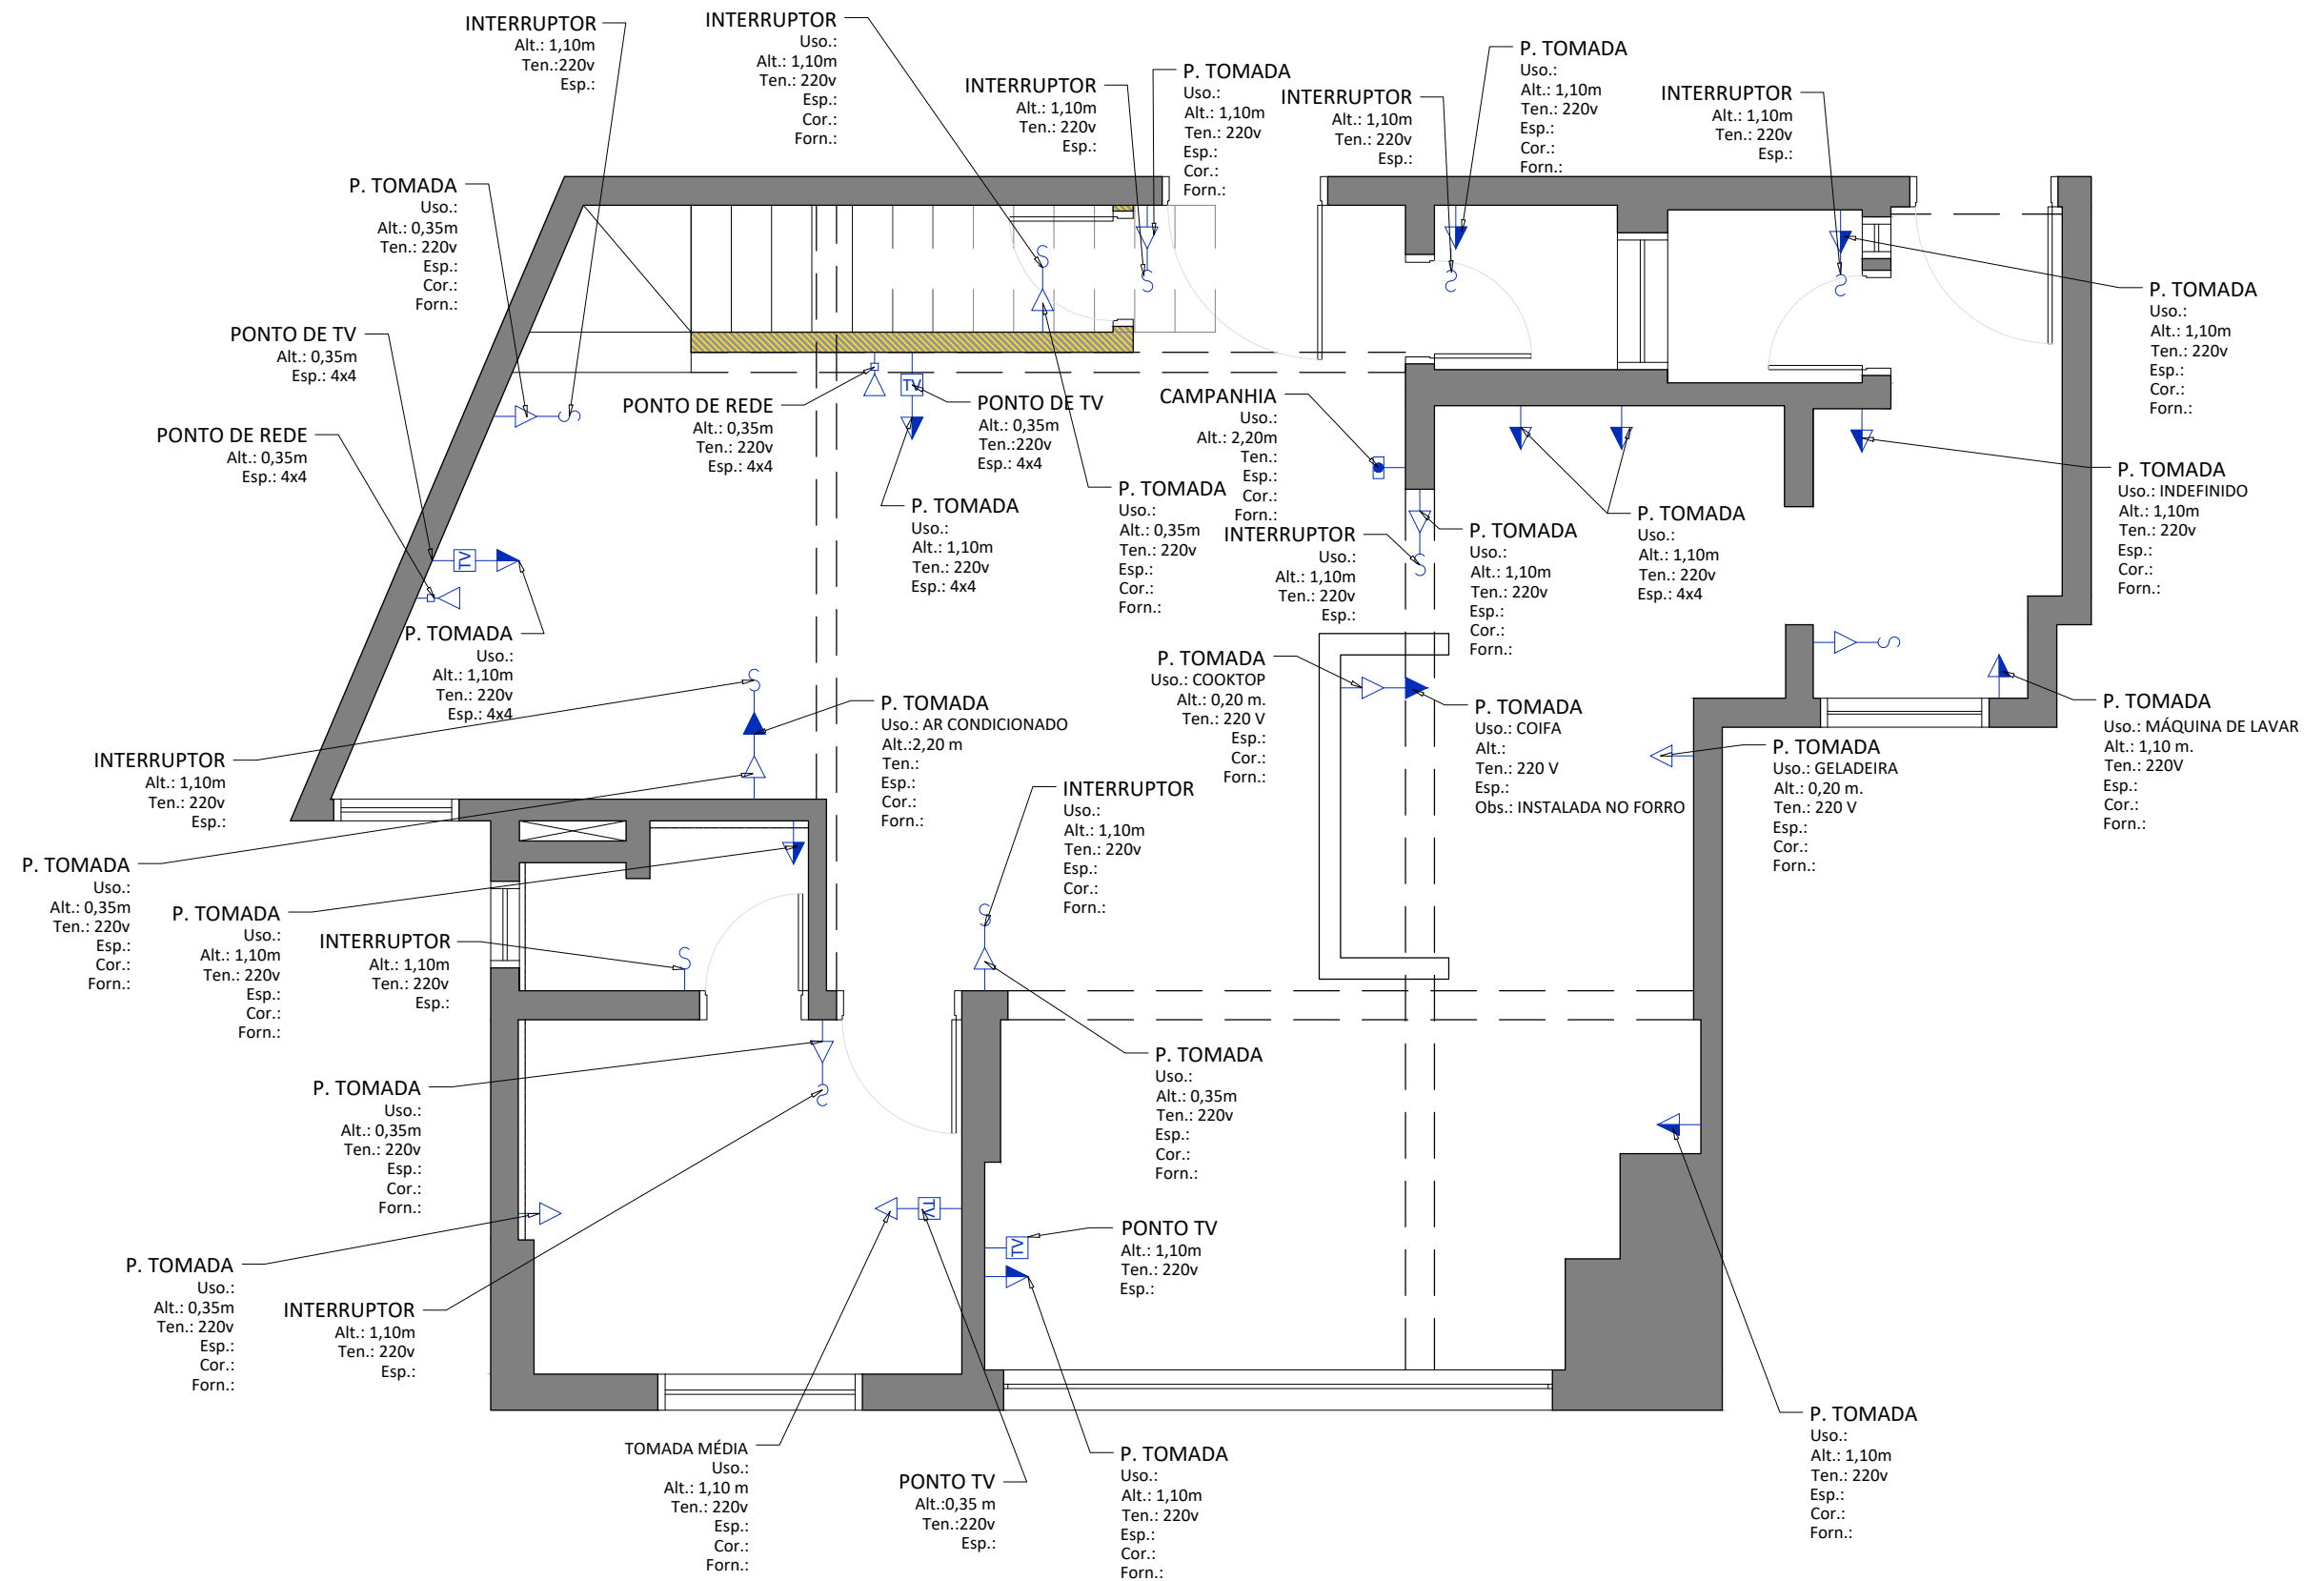 INTERRUPTOR
Alt.: 1,10m
Ten.:220v
Esp.:
INTERRUPTOR
Uso.:
Alt.: 1,10m
Ten.: 220v
Esp.:
Cor.:
Forn.:
INTERRUPTOR
Alt.: 1,10m
Ten.: 220v
Esp.:
P. TOMADA
Uso.:
Alt.: 1,10m
Ten.: 220v
Esp.:
Cor.:
Forn.:
INTERRUPTOR
Alt.: 1,10m
Ten.: 220v
Esp.:
P. TOMADA
Uso.:
Alt.: 1,10m
Ten.: 220v
Esp.:
Cor.:
Forn.:
INTERRUPTOR
Alt.: 1,10m
Ten.: 220v
Esp.:
P. TOMADA
Uso.:
Alt.: 0,35m
Ten.: 220v
Esp.:
Cor.:
Forn.:
P. TOMADA
Uso.:
Alt.: 1,10m
Ten.: 220v
Esp.:
Cor.:
Forn.:
PONTO DE TV
Alt.: 0,35m
Esp.: 4x4
PONTO DE REDE
Alt.: 0,35m
Esp.: 4x4
PONTO DE REDE
Alt.: 0,35m
Ten.: 220v
Esp.: 4x4
TV
PONTO DE TV
Alt.: 0,35m
Ten.:220v
Esp.: 4x4
CAMPANHIA
Uso.:
Alt.: 2,20m
Ten.:
Esp.:
Cor.:
Forn.:
P. TOMADA
Uso.: INDEFINIDO
Alt.: 1,10m
Ten.: 220v
Esp.:
Cor.:
Forn.:
P. TOMADA
Uso.:
Alt.: 1,10m
Ten.: 220v
Esp.: 4x4
P. TOMADA
Uso.:
Alt.: 0,35m
Ten.: 220v
Esp.:
Cor.:
Forn.:
INTERRUPTOR
Uso.:
Alt.: 1,10m
Ten.: 220v
Esp.:
P. TOMADA
Uso.:
Alt.: 1,10m
Ten.: 220v
Esp.:
Cor.:
Forn.:
P. TOMADA
Uso.:
Alt.: 1,10m
Ten.: 220v
Esp.: 4x4
TV
P. TOMADA
Uso.:
Alt.: 1,10m
Ten.: 220v
Esp.: 4x4
P. TOMADA
Uso.: COOKTOP
Alt.: 0,20 m.
Ten.: 220 V
Esp.:
Cor.:
Forn.:
P. TOMADA
Uso.: AR CONDICIONADO
Alt.:2,20 m
Ten.:
Esp.:
Cor.:
Forn.:
P. TOMADA
Uso.: COIFA
Alt.:
Ten.: 220 V
Esp.:
Obs.: INSTALADA NO FORRO
P. TOMADA
Uso.: MÁQUINA DE LAVAR
Alt.: 1,10 m.
Ten.: 220V
Esp.:
Cor.:
Forn.:
P. TOMADA
Uso.: GELADEIRA
Alt.: 0,20 m.
Ten.: 220 V
Esp.:
Cor.:
Forn.:
INTERRUPTOR
Alt.: 1,10m
Ten.: 220v
Esp.:
INTERRUPTOR
Uso.:
Alt.: 1,10m
Ten.: 220v
Esp.:
Cor.:
Forn.:
P. TOMADA
Uso.:
Alt.: 0,35m
Ten.: 220v
Esp.:
Cor.:
Forn.:
P. TOMADA
Uso.:
Alt.: 1,10m
Ten.: 220v
Esp.:
Cor.:
Forn.:
INTERRUPTOR
Alt.: 1,10m
Ten.: 220v
Esp.:
P. TOMADA
Uso.:
Alt.: 0,35m
Ten.: 220v
Esp.:
Cor.:
Forn.:
P. TOMADA
Uso.:
Alt.: 0,35m
Ten.: 220v
Esp.:
Cor.:
Forn.:
TV
TV
PONTO TV
Alt.: 1,10m
Ten.: 220v
Esp.:
P. TOMADA
Uso.:
Alt.: 0,35m
Ten.: 220v
Esp.:
Cor.:
Forn.:
INTERRUPTOR
Alt.: 1,10m
Ten.: 220v
Esp.:
TOMADA MÉDIA
Uso.:
Alt.: 1,10 m
Ten.: 220v
Esp.:
Cor.:
Forn.:
PONTO TV
Alt.:0,35 m
Ten.:220v
Esp.:
P. TOMADA
Uso.:
Alt.: 1,10m
Ten.: 220v
Esp.:
Cor.:
Forn.:
P. TOMADA
Uso.:
Alt.: 1,10m
Ten.: 220v
Esp.:
Cor.:
Forn.: